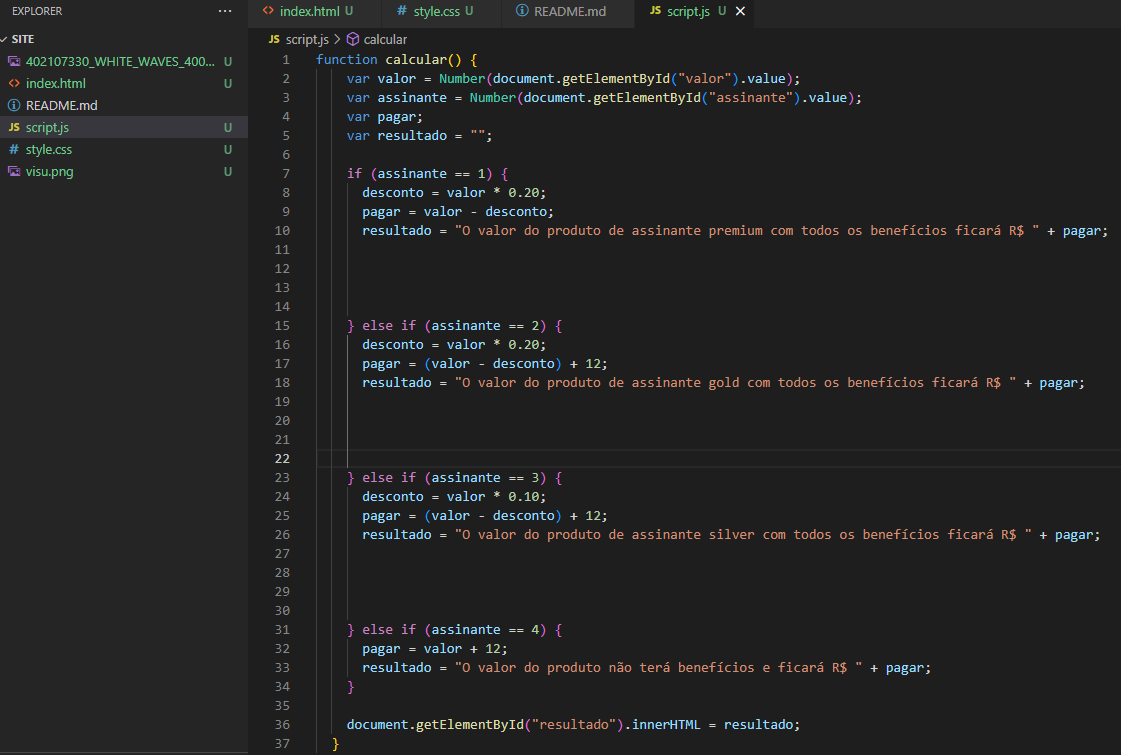 EXPLORER ···
index.html U
style.css U
README.md
JS script.js U
SITE
402107330_WHITE_WAVES_400... U
index.html U
README.md
JS script.js U
style.css U
visu.png U
JS script.js > calcular
1 function calcular() {
2 var valor = Number(document.getElementById("valor").value);
3 var assinante = Number(document.getElementById("assinante").value);
4 var pagar;
5 var resultado = "";
6
7 if (assinante == 1) {
8 desconto = valor * 0.20;
9 pagar = valor - desconto;
10 resultado = "O valor do produto de assinante premium com todos os benefícios ficará R$ " + pagar;
11
12
13
14
15 } else if (assinante == 2) {
16 desconto = valor * 0.20;
17 pagar = (valor - desconto) + 12;
18 resultado = "O valor do produto de assinante gold com todos os benefícios ficará R$ " + pagar;
19
20
21
22
23 } else if (assinante == 3) {
24 desconto = valor * 0.10;
25 pagar = (valor - desconto) + 12;
26 resultado = "O valor do produto de assinante silver com todos os benefícios ficará R$ " + pagar;
27
28
29
30
31 } else if (assinante == 4) {
32 pagar = valor + 12;
33 resultado = "O valor do produto não terá benefícios e ficará R$ " + pagar;
34 }
35
36 document.getElementById("resultado").innerHTML = resultado;
37 }